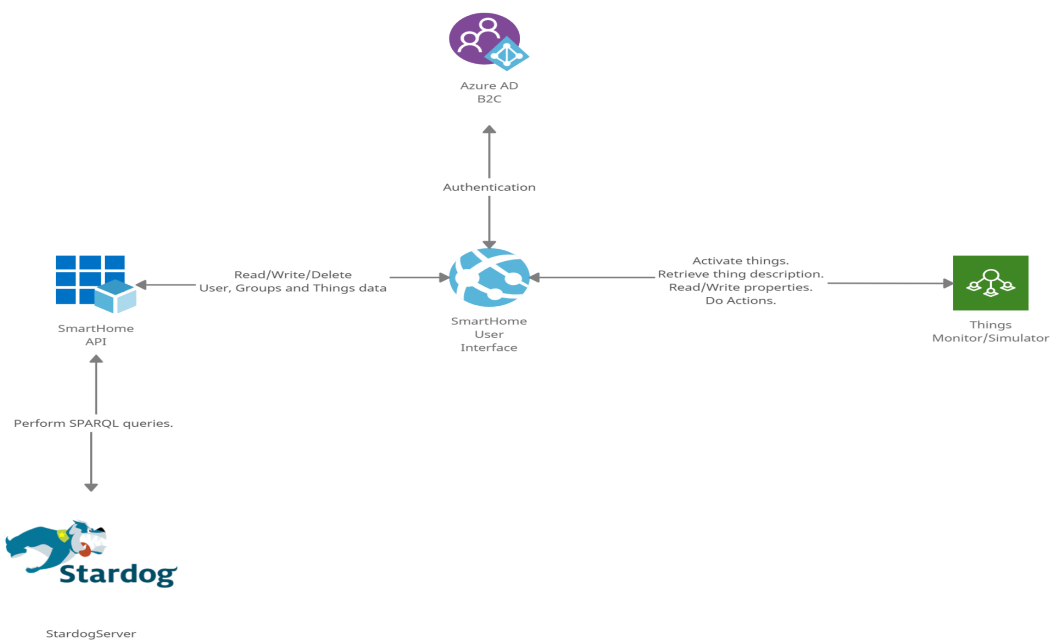 Azure AD
B2C
Authentication
Read/Write/Delete
User, Groups and Things data
Activate things.
Retrieve thing description.
Read/Write properties.
Do Actions.
SmartHome
API
SmartHome
User
Interface
Things
Monitor/Simulator
Perform SPARQL queries.
Stardog
StardogServer